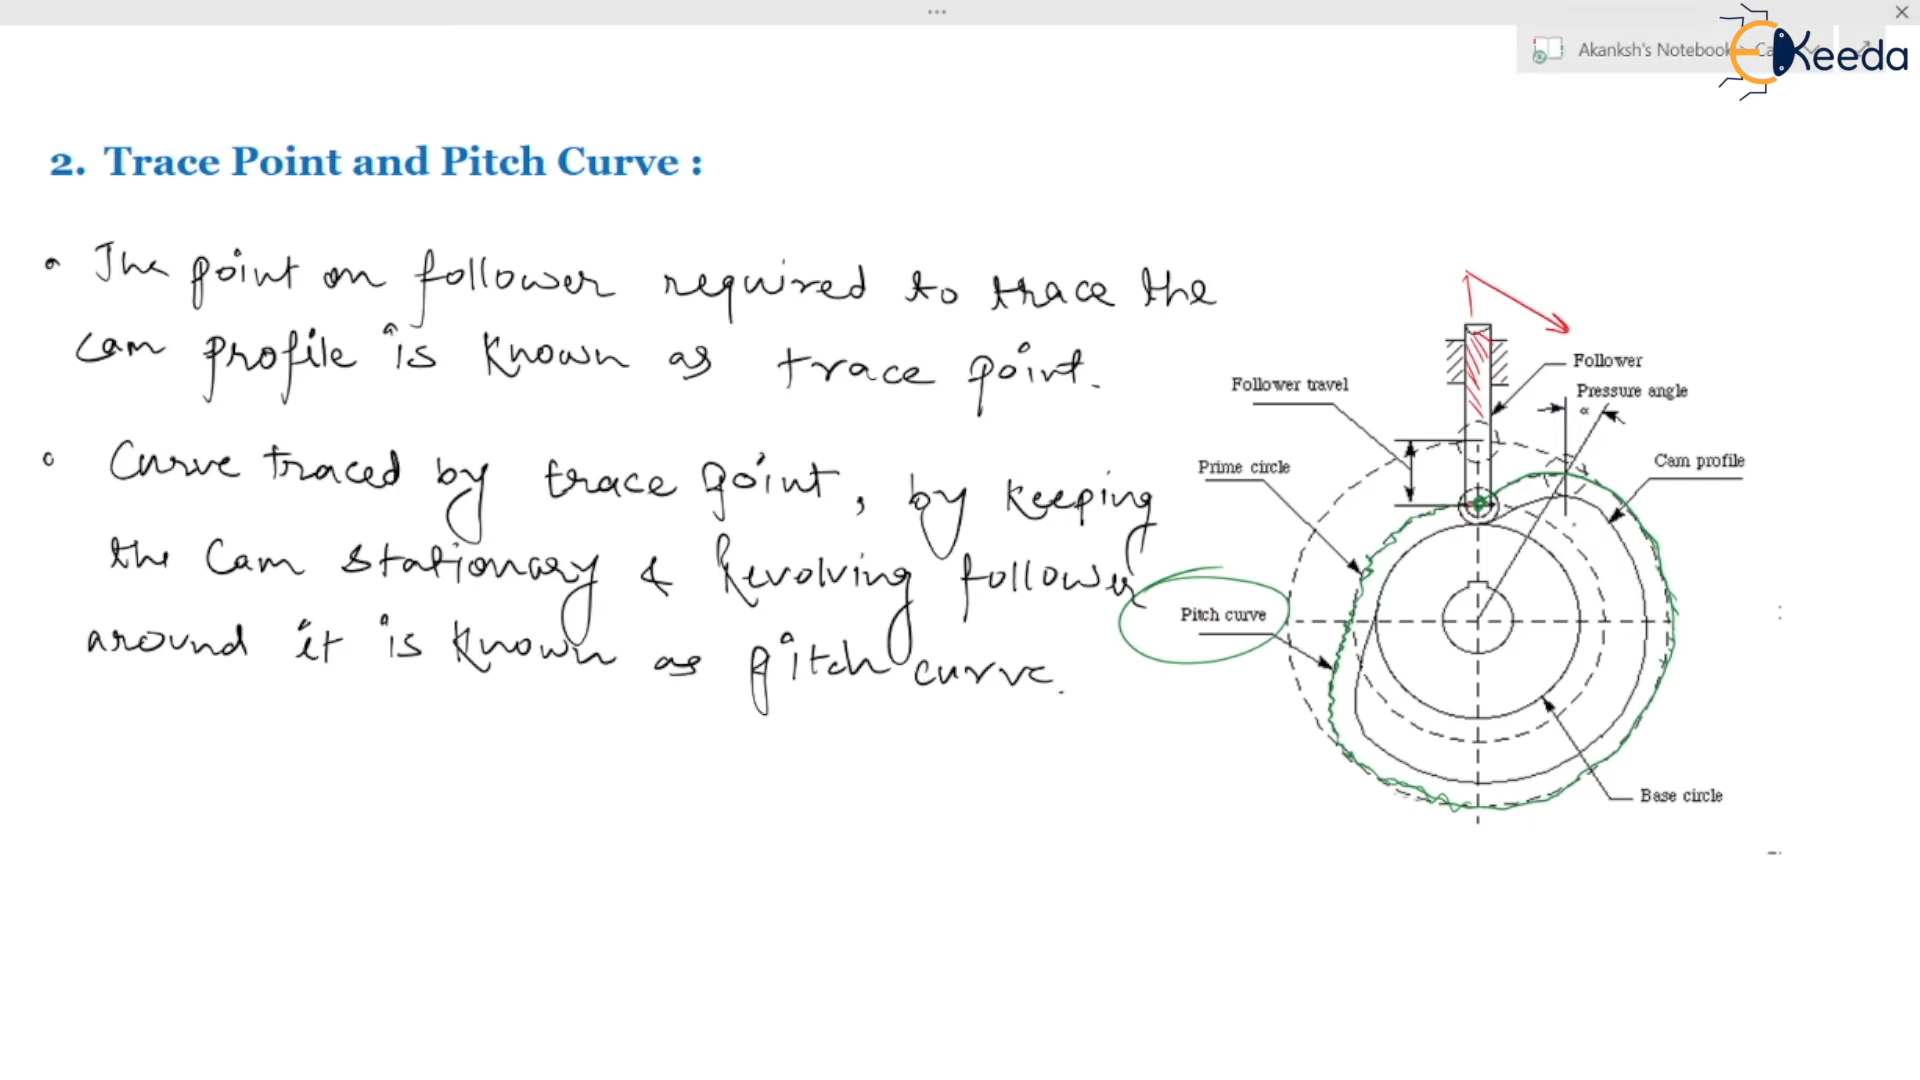 ...
Akanksh's Notebook
EKeeda
2. Trace Point and Pitch Curve :
• The point on follower required to trace the
cam profile is known as trace point.
• Curve traced by trace point, by keeping
the Cam stationary & Revolving follower
around it is known as pitch curve.
Follower
Follower travel
Pressure angle
∝
Prime circle
Cam profile
Pitch curve
Base circle